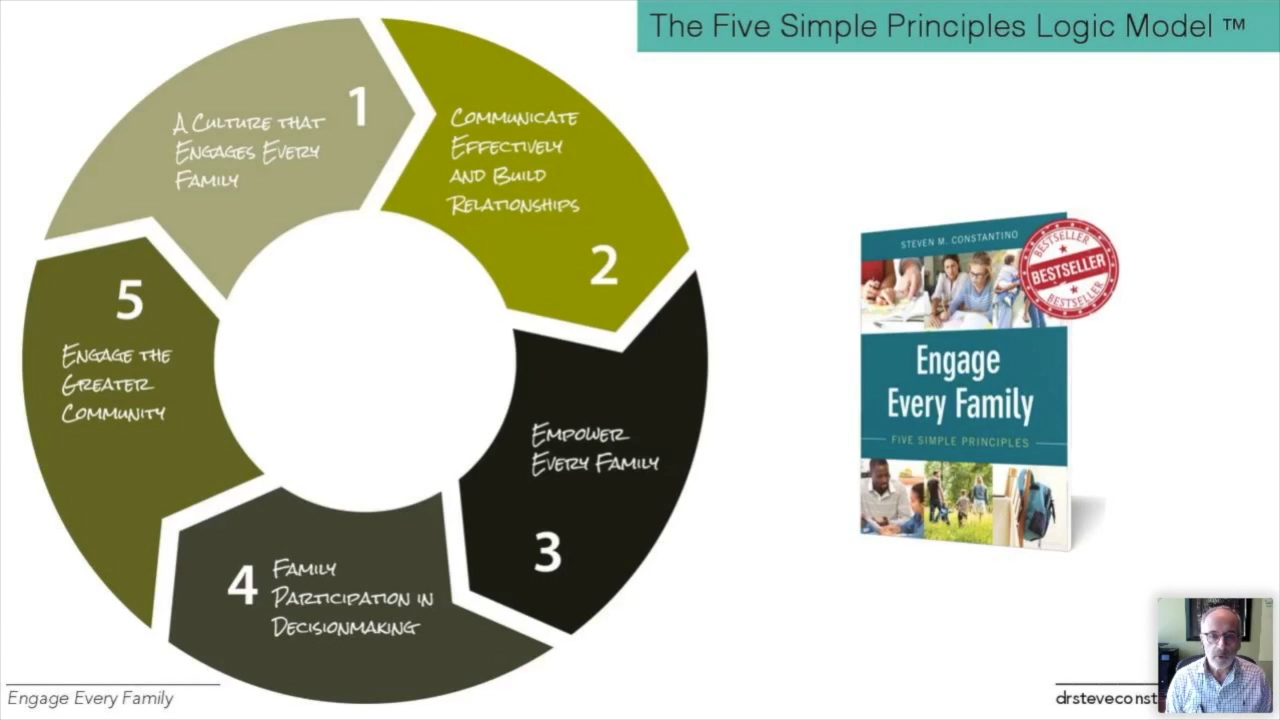 The Five Simple Principles Logic Model ™
1
A Culture that
Engages Every
Family
Communicate
Effectively
and Build
Relationships
2
Empower
Every Family
3
4
Family
Participation in
Decisionmaking
5
Engage the
Greater
Community
STEVEN M. CONSTANTINO
BESTSELLER
BESTSELLER
BESTSELLER
Engage
Every Family
FIVE SIMPLE PRINCIPLES
Engage Every Family